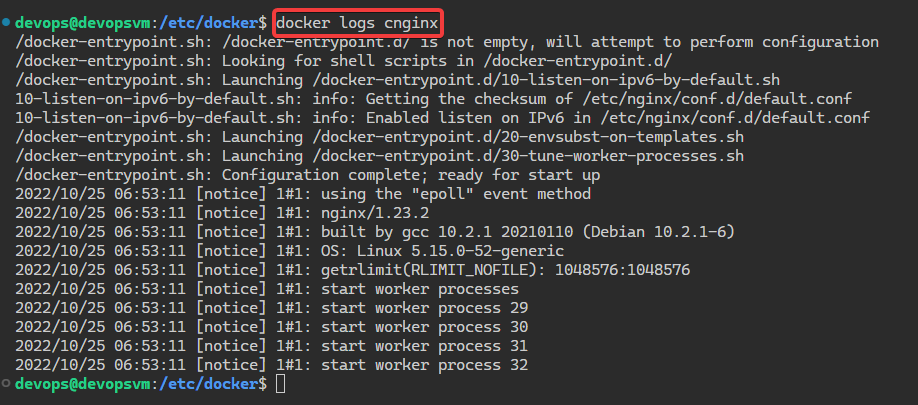 devops@devopsvm:/etc/docker$ docker logs cnginx
/docker-entrypoint.sh: /docker-entrypoint.d/ is not empty, will attempt to perform configuration
/docker-entrypoint.sh: Looking for shell scripts in /docker-entrypoint.d/
/docker-entrypoint.sh: Launching /docker-entrypoint.d/10-listen-on-ipv6-by-default.sh
10-listen-on-ipv6-by-default.sh: info: Getting the checksum of /etc/nginx/conf.d/default.conf
10-listen-on-ipv6-by-default.sh: info: Enabled listen on IPv6 in /etc/nginx/conf.d/default.conf
/docker-entrypoint.sh: Launching /docker-entrypoint.d/20-envsubst-on-templates.sh
/docker-entrypoint.sh: Launching /docker-entrypoint.d/30-tune-worker-processes.sh
/docker-entrypoint.sh: Configuration complete; ready for start up
2022/10/25 06:53:11 [notice] 1#1: using the "epoll" event method
2022/10/25 06:53:11 [notice] 1#1: nginx/1.23.2
2022/10/25 06:53:11 [notice] 1#1: built by gcc 10.2.1 20210110 (Debian 10.2.1-6)
2022/10/25 06:53:11 [notice] 1#1: OS: Linux 5.15.0-52-generic
2022/10/25 06:53:11 [notice] 1#1: getrlimit(RLIMIT_NOFILE): 1048576:1048576
2022/10/25 06:53:11 [notice] 1#1: start worker processes
2022/10/25 06:53:11 [notice] 1#1: start worker process 29
2022/10/25 06:53:11 [notice] 1#1: start worker process 30
2022/10/25 06:53:11 [notice] 1#1: start worker process 31
2022/10/25 06:53:11 [notice] 1#1: start worker process 32
devops@devopsvm:/etc/docker$